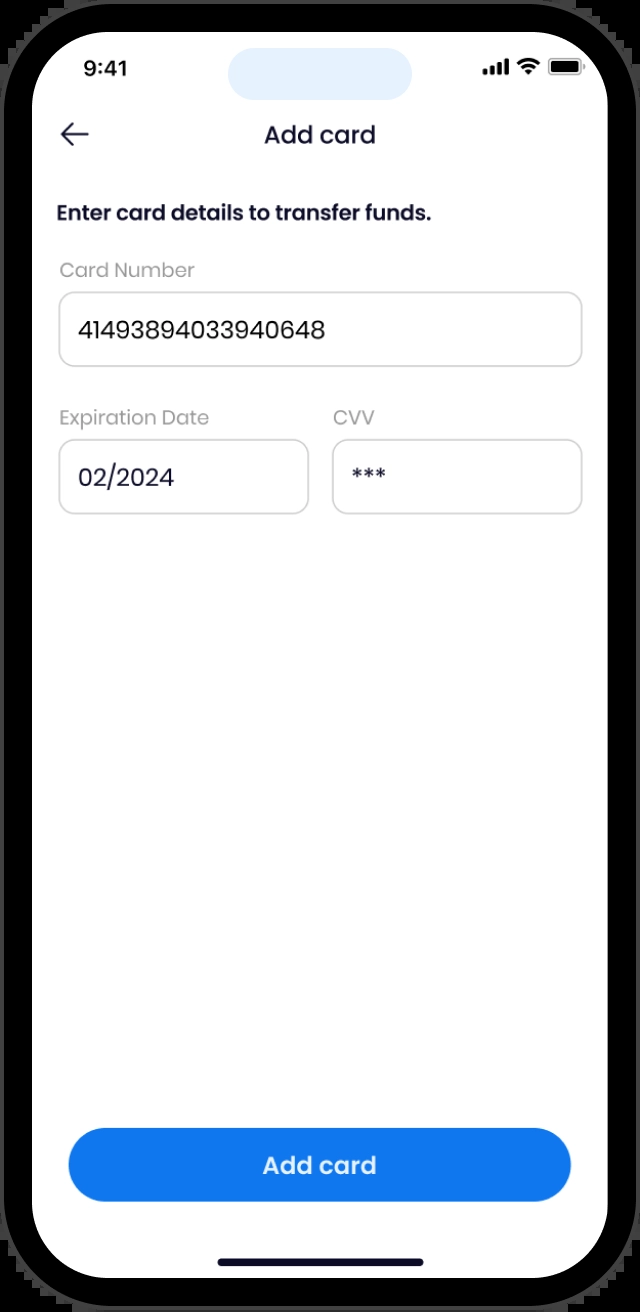 9:41
Add card
Enter card details to transfer funds.
Card Number
41493894033940648
Expiration Date CVV
02/2024 ***
Add card